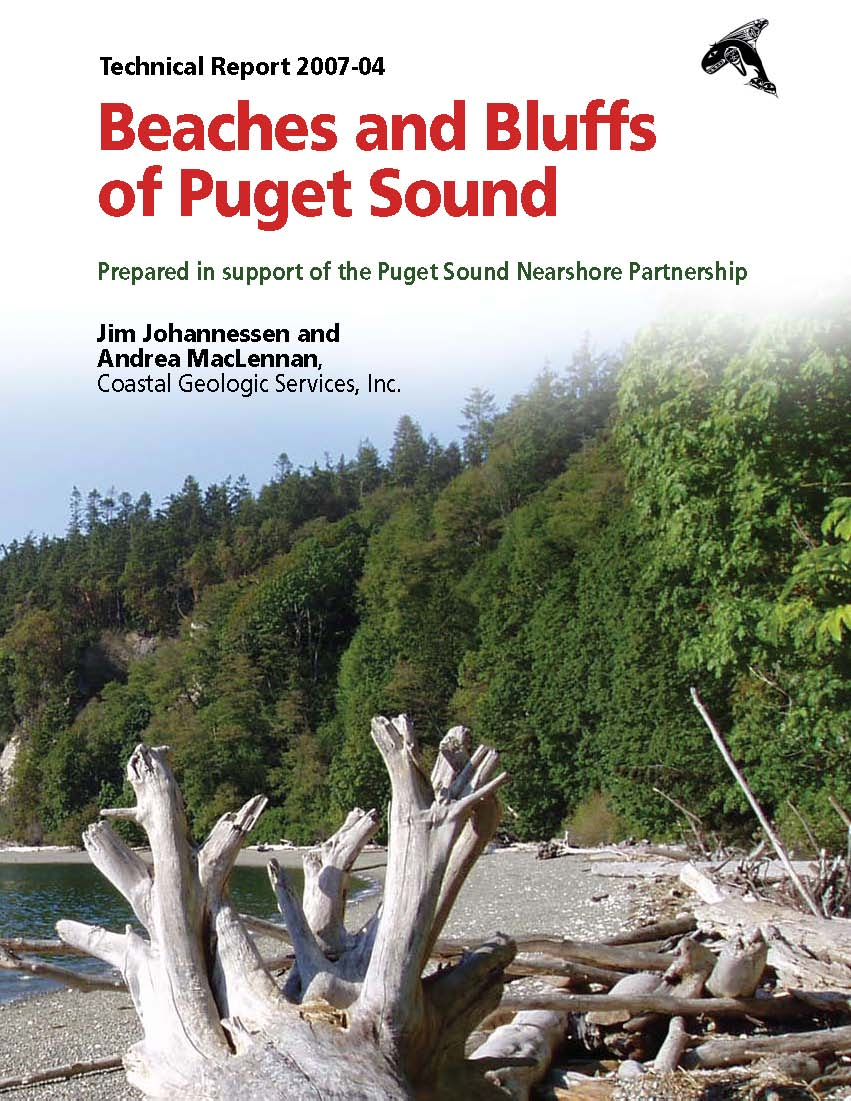 Technical Report 2007-04
Beaches and Bluffs
of Puget Sound
Prepared in support of the Puget Sound Nearshore Partnership
Jim Johannessen and
Andrea MacLennan,
Coastal Geologic Services, Inc.